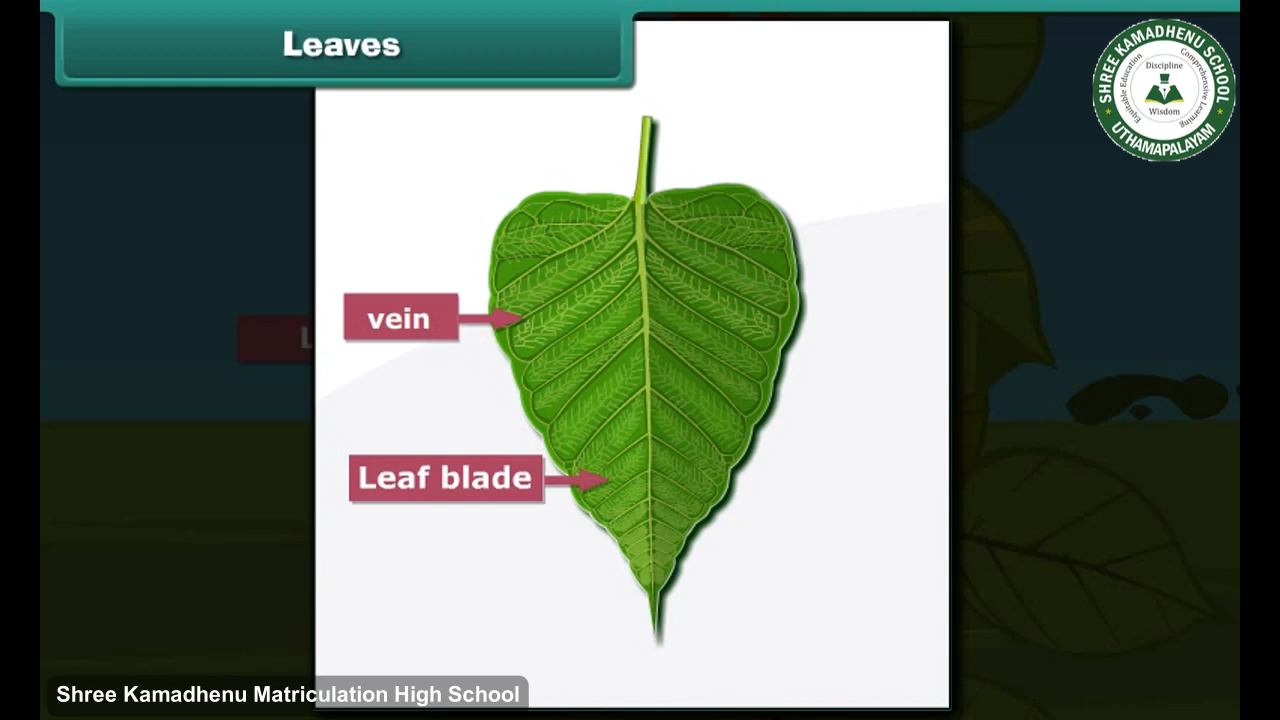 Leaves
SHREE KAMADHENU SCHOOL
Equitable Education
Discipline
Comprehensive Learning
Wisdom
UTHAMAPALAYAM
vein
L
Leaf blade
Shree Kamadhenu Matriculation High School